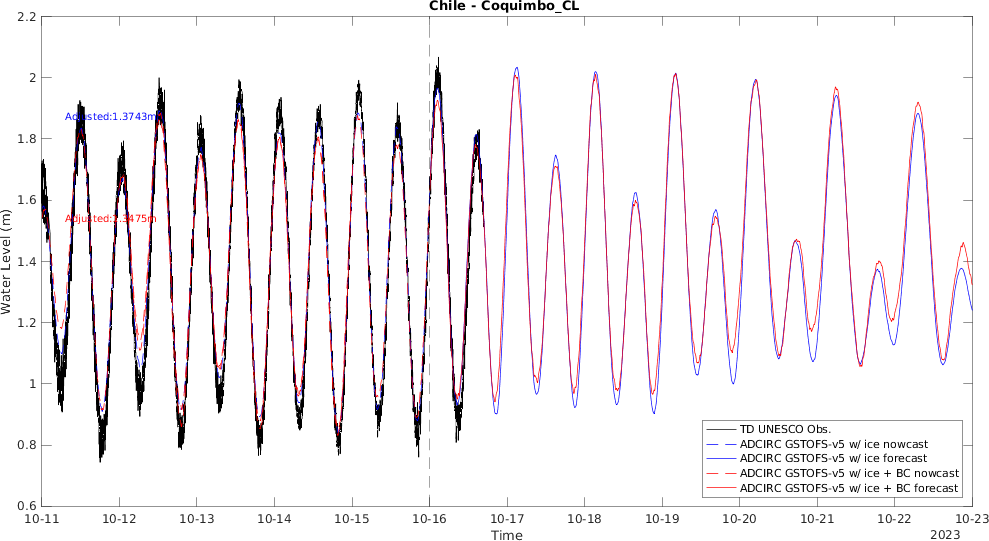 Chile - Coquimbo_CL
2.2
2
1.8
1.6
1.4
1.2
1
0.8
0.6
Water Level (m)
Adjusted:1.3743m
Adjusted:1.3475m
TD UNESCO Obs.
ADCIRC GSTOFS-v5 w/ ice nowcast
ADCIRC GSTOFS-v5 w/ ice forecast
ADCIRC GSTOFS-v5 w/ ice + BC nowcast
ADCIRC GSTOFS-v5 w/ ice + BC forecast
10-11 10-12 10-13 10-14 10-15 10-16 10-17 10-18 10-19 10-20 10-21 10-22 10-23
Time
2023